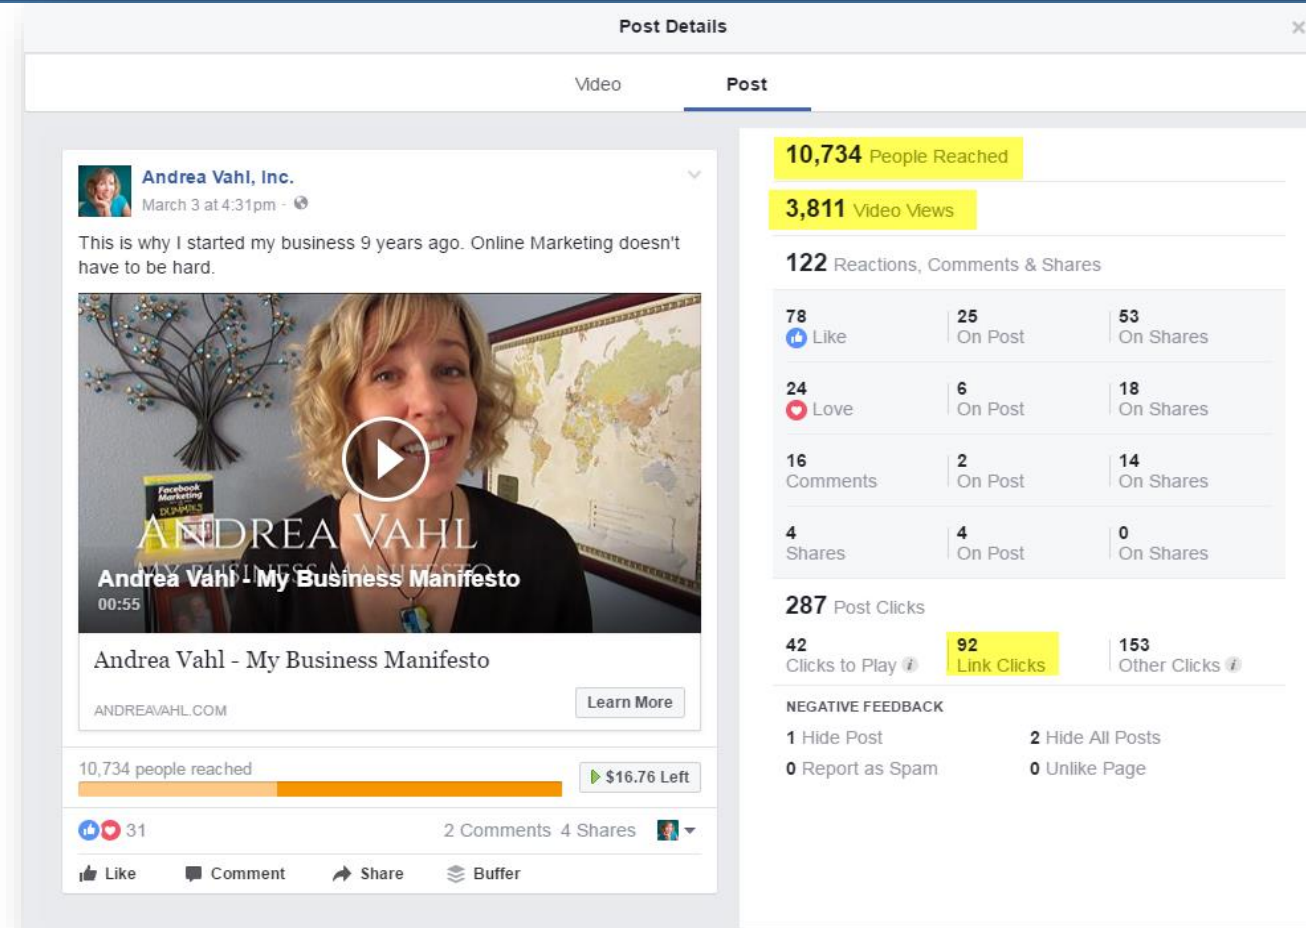 Post Details
Video Post
Andrea Vahl, Inc.
March 3 at 4:31pm -
This is why I started my business 9 years ago. Online Marketing doesn't
have to be hard.
Facebook
Marketing
DUMMIES
ANDREA VAHL
MY BUSINESS MANIFESTO
Andrea Vahl - My Business Manifesto
00:55
Andrea Vahl - My Business Manifesto
ANDREAVAHL.COM
Learn More
10,734 people reached
$16.76 Left
31
2 Comments 4 Shares
Like Comment Share Buffer
10,734 People Reached
3,811 Video Views
122 Reactions, Comments & Shares
78 25 53
Like On Post On Shares
24 6 18
Love On Post On Shares
16 2 14
Comments On Post On Shares
4 4 0
Shares On Post On Shares
287 Post Clicks
42 92 153
Clicks to Play Link Clicks Other Clicks
NEGATIVE FEEDBACK
1 Hide Post 2 Hide All Posts
0 Report as Spam 0 Unlike Page